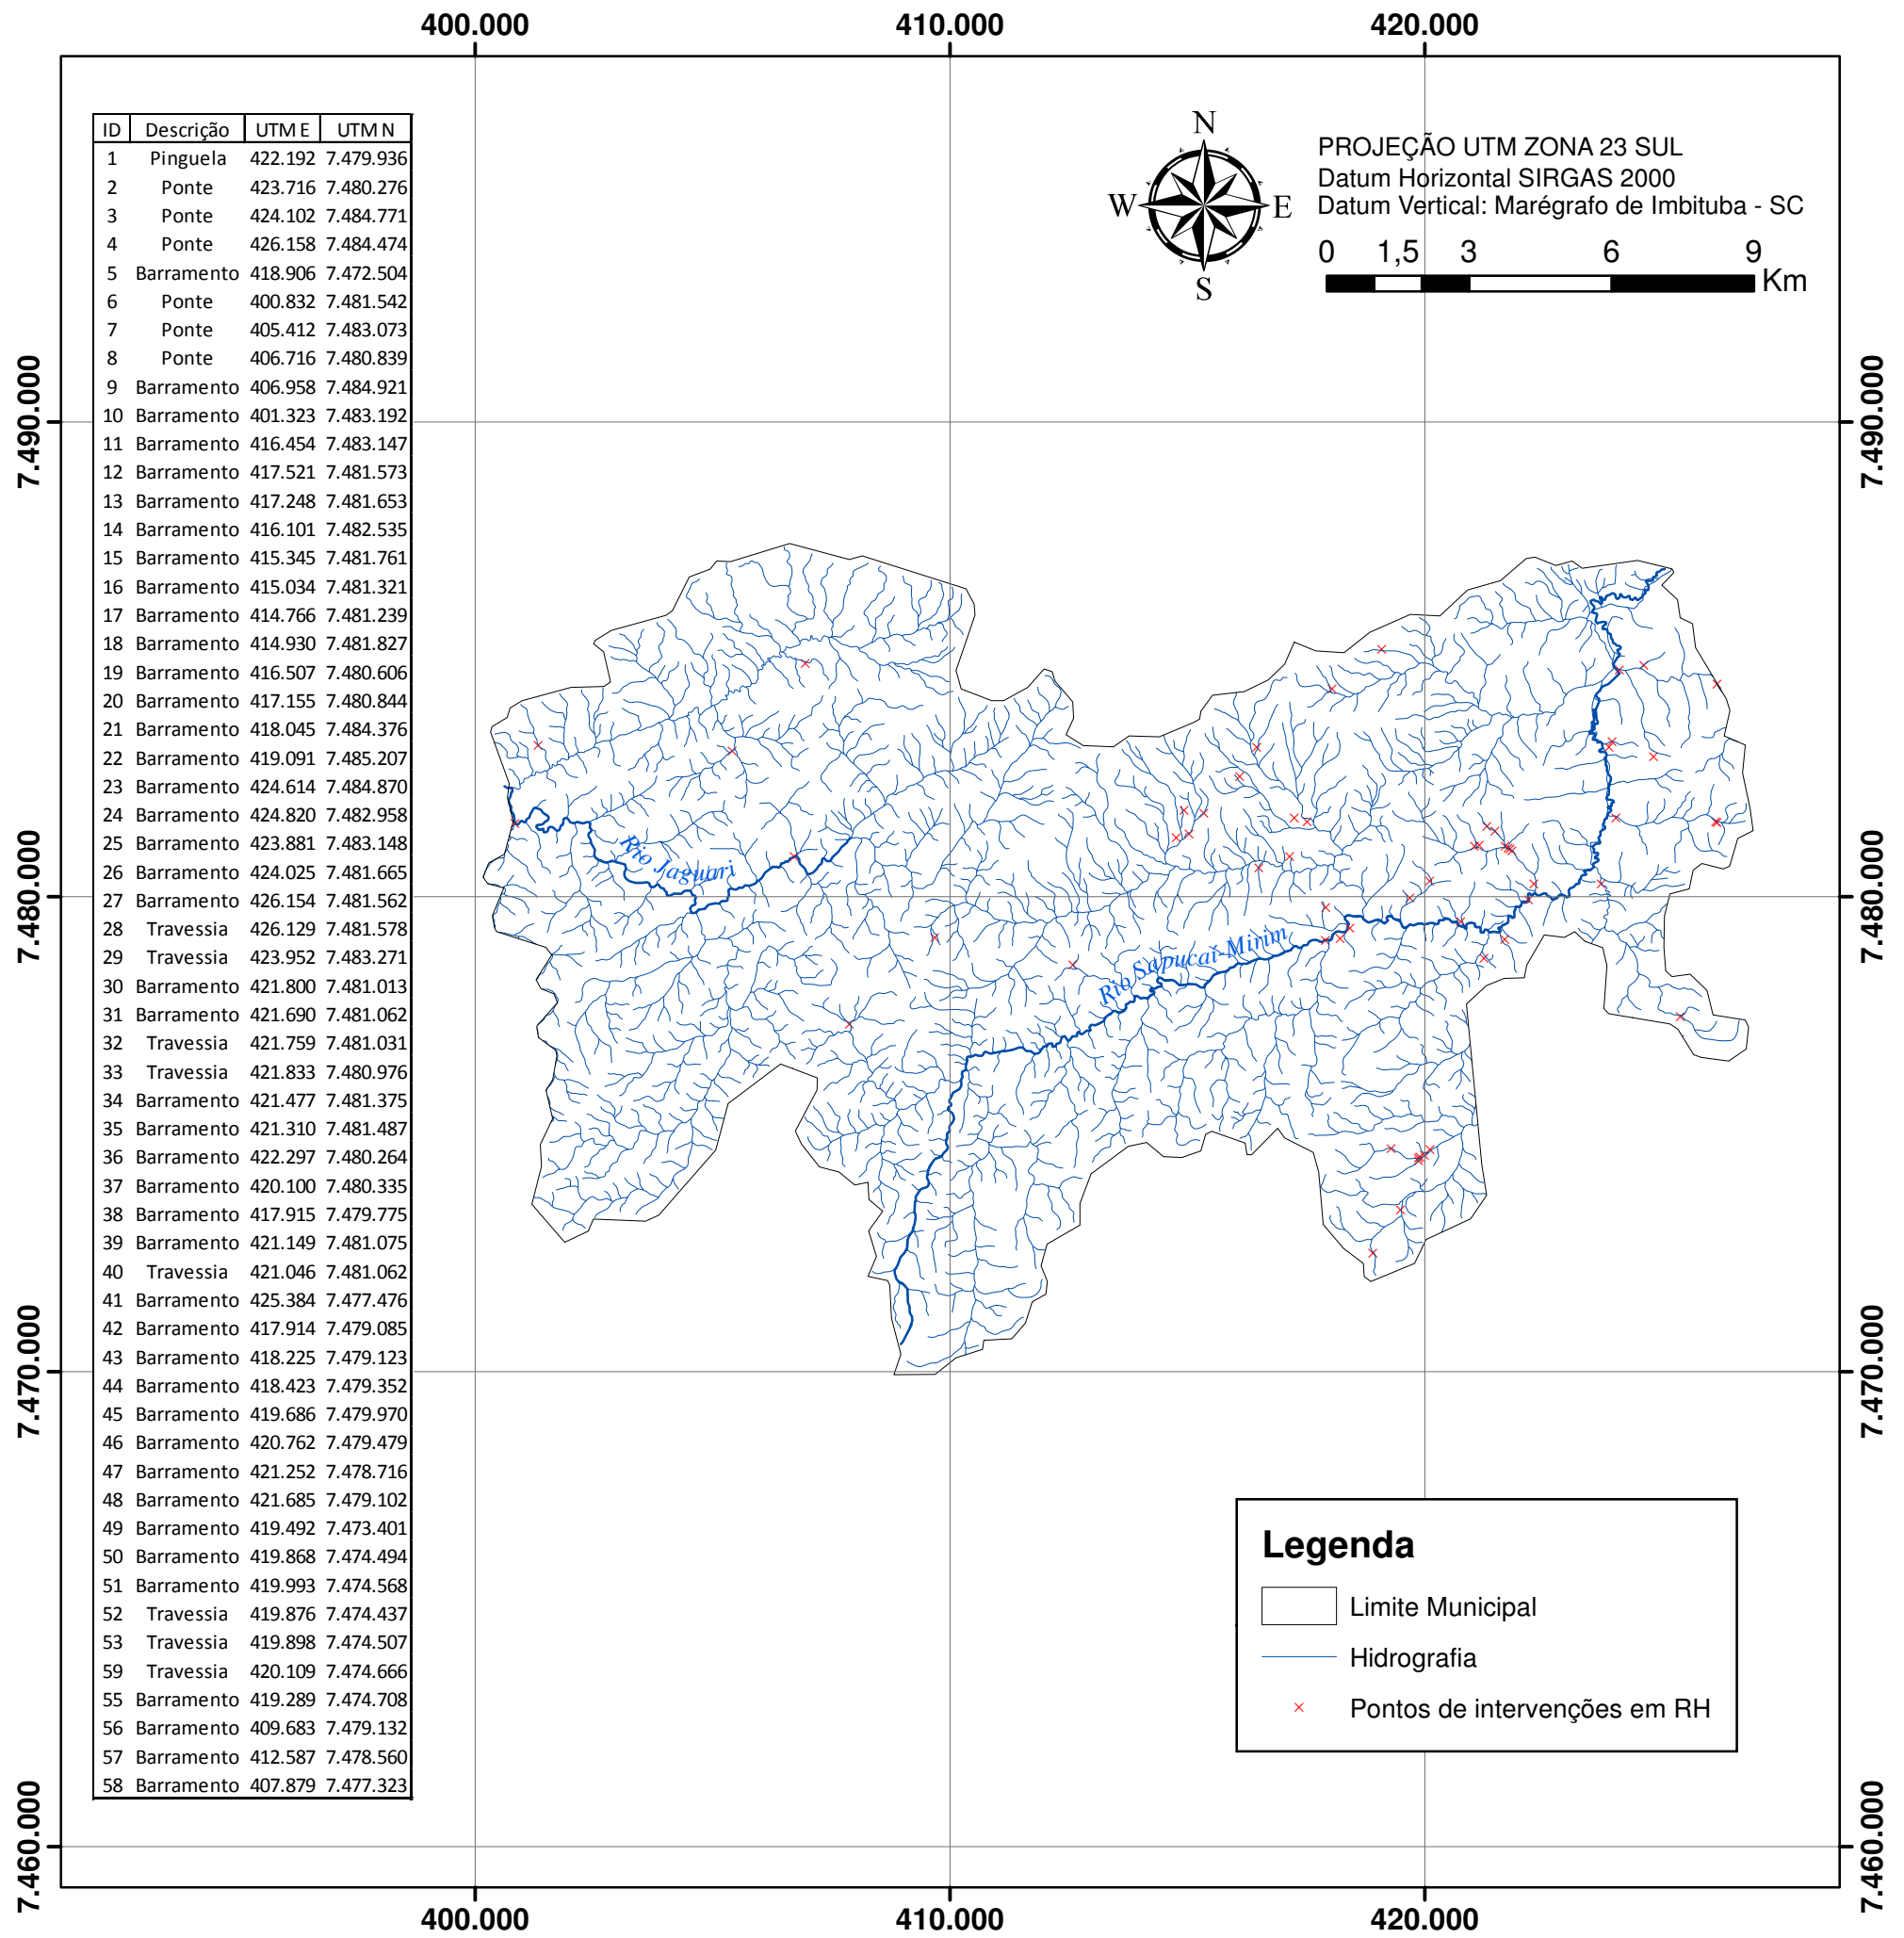 400.000 410.000 420.000
ID Descrição UTM E UTM N
1 Pinguela 422.192 7.479.936
2 Ponte 423.716 7.480.276
3 Ponte 424.102 7.484.771
4 Ponte 426.158 7.484.474
5 Barramento 418.906 7.472.504
6 Ponte 400.832 7.481.542
7 Ponte 405.412 7.483.073
8 Ponte 406.716 7.480.839
9 Barramento 406.958 7.484.921
10 Barramento 401.323 7.483.192
11 Barramento 416.454 7.483.147
12 Barramento 417.521 7.481.573
13 Barramento 417.248 7.481.653
14 Barramento 416.101 7.482.535
15 Barramento 415.345 7.481.761
16 Barramento 415.034 7.481.321
17 Barramento 414.766 7.481.239
18 Barramento 414.930 7.481.827
19 Barramento 416.507 7.480.606
20 Barramento 417.155 7.480.844
21 Barramento 418.045 7.484.376
22 Barramento 419.091 7.485.207
23 Barramento 424.614 7.484.870
24 Barramento 424.820 7.482.958
25 Barramento 423.881 7.483.148
26 Barramento 424.025 7.481.665
27 Barramento 426.154 7.481.562
28 Travessia 426.129 7.481.578
29 Travessia 423.952 7.483.271
30 Barramento 421.800 7.481.013
31 Barramento 421.690 7.481.062
32 Travessia 421.759 7.481.031
33 Travessia 421.833 7.480.976
34 Barramento 421.477 7.481.375
35 Barramento 421.310 7.481.487
36 Barramento 422.297 7.480.264
37 Barramento 420.100 7.480.335
38 Barramento 417.915 7.479.775
39 Barramento 421.149 7.481.075
40 Travessia 421.046 7.481.062
41 Barramento 425.384 7.477.476
42 Barramento 417.914 7.479.085
43 Barramento 418.225 7.479.123
44 Barramento 418.423 7.479.352
45 Barramento 419.686 7.479.970
46 Barramento 420.762 7.479.479
47 Barramento 421.252 7.478.716
48 Barramento 421.685 7.479.102
49 Barramento 419.492 7.473.401
50 Barramento 419.868 7.474.494
51 Barramento 419.993 7.474.568
52 Travessia 419.876 7.474.437
53 Travessia 419.898 7.474.507
59 Travessia 420.109 7.474.666
55 Barramento 419.289 7.474.708
56 Barramento 409.683 7.479.132
57 Barramento 412.587 7.478.560
58 Barramento 407.879 7.477.323
N
W E
S
PROJEÇÃO UTM ZONA 23 SUL
Datum Horizontal SIRGAS 2000
Datum Vertical: Marégrafo de Imbituba - SC
0 1,5 3 6 9
Km
7.490.000 7.490.000
7.480.000 7.480.000
7.470.000 7.470.000
7.460.000 7.460.000
Rio Jaguari
Rio Sapucaí-Mirim
Legenda
Limite Municipal
Hidrografia
Pontos de intervenções em RH
400.000 410.000 420.000